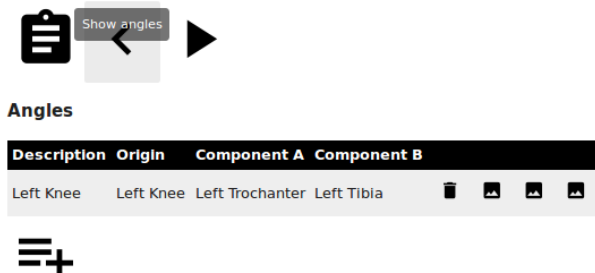 Show angles
Angles
Description Origin Component A Component B
Left Knee Left Knee Left Trochanter Left Tibia